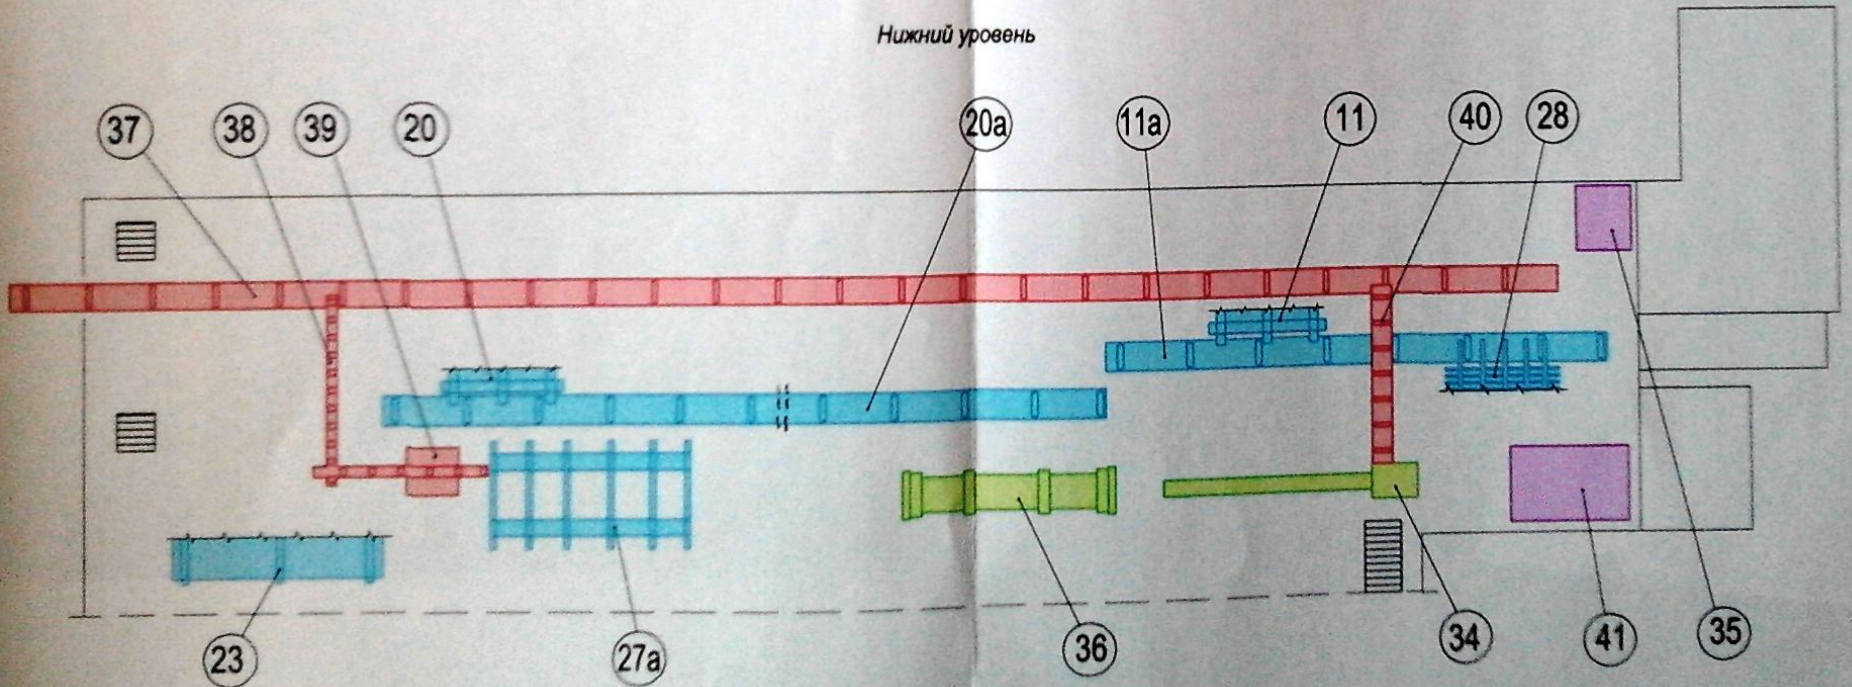 Нижний уровень
37 38 39 20 20а 11а 11 40 28
23 27а 36 34 41 35